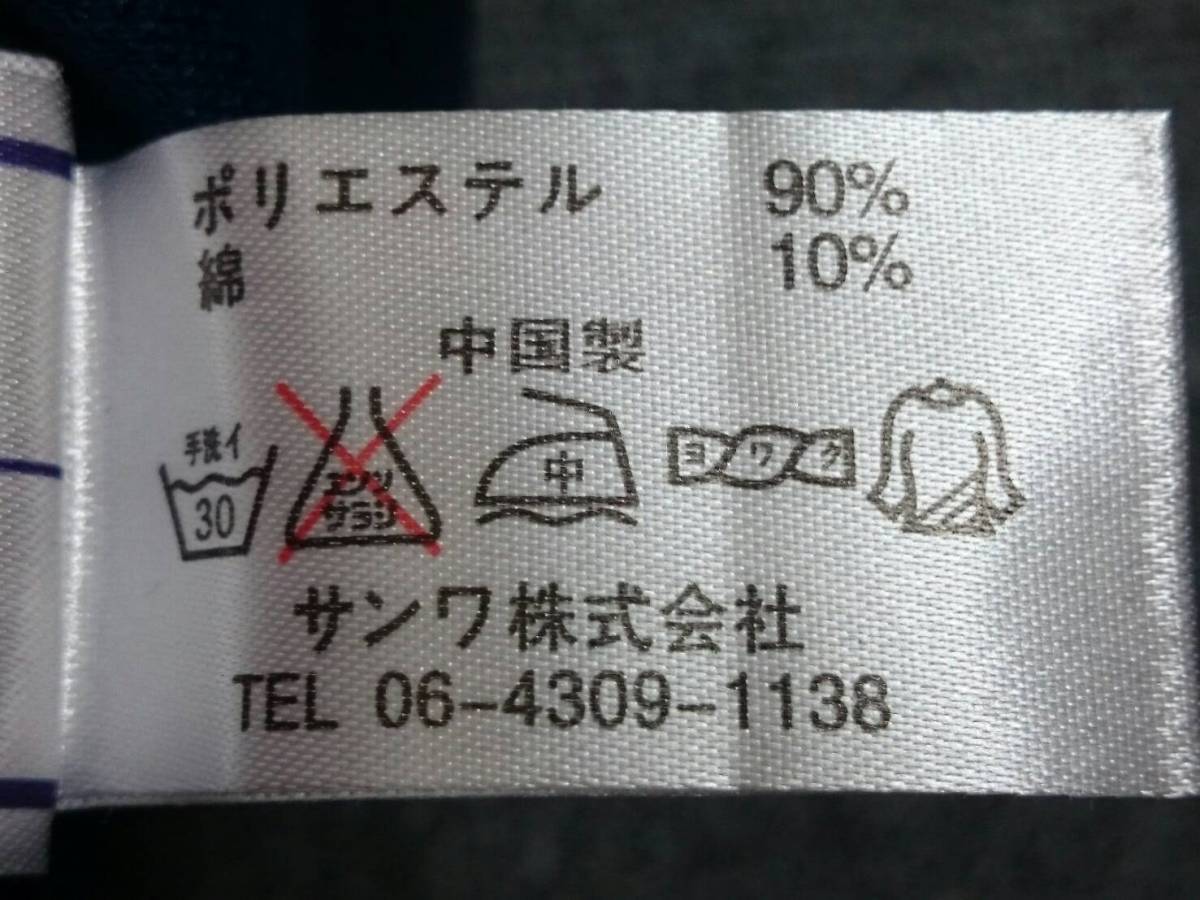 ポリエステル 90%
綿 10%
中国製
手洗イ
30
エンソ
サラシ
中
ヨワク
サンワ株式会社
TEL 06-4309-1138